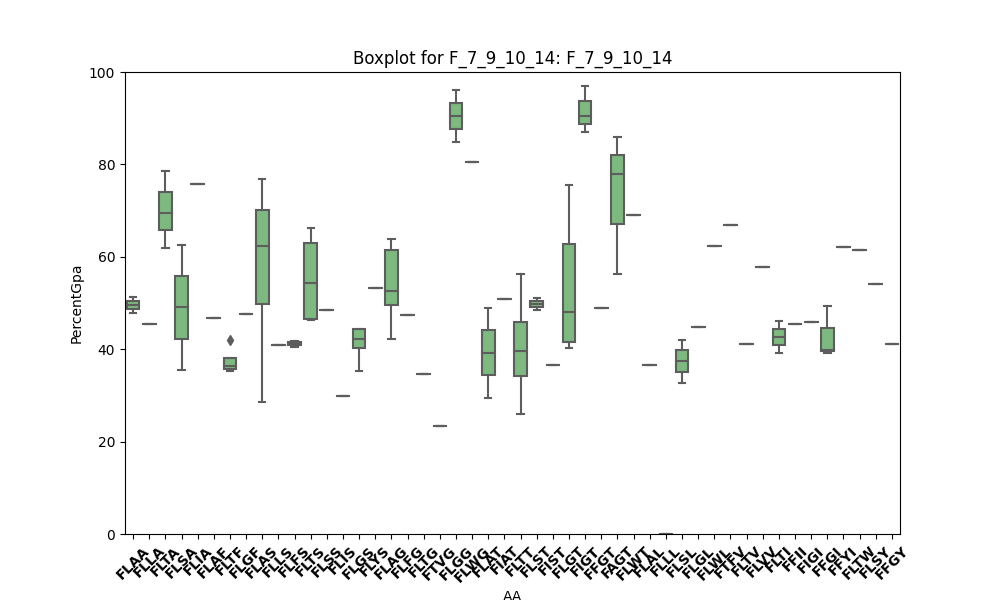 Boxplot for F_7_9_10_14: F_7_9_10_14
PercentGpa
100
80
60
40
20
0
FLAA FLLA FLTA FLSA FLIA FLAF FLTF FLGF FLAS FLLS FLFS FLTS FLSS FLIS FLGS FLYS FLAG FLFG FLTG FTVG FLGG FLWG FLAT FIAT FLTT FLST FIST FLGT FIGT FFGT FAGT FLWT FLAL FLLL FLSL FLGL FLWL FTFV FLTV FLVV FLTI FFII FIGI FFGI FFYI FLTW FLSY FFGY
AA